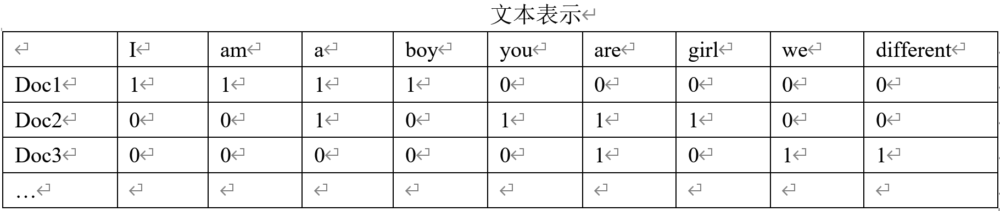 文本表示
I am a boy you are girl we different
Doc1 1 1 1 1 0 0 0 0 0
Doc2 0 0 1 0 1 1 1 0 0
Doc3 0 0 0 0 0 1 0 1 1
…